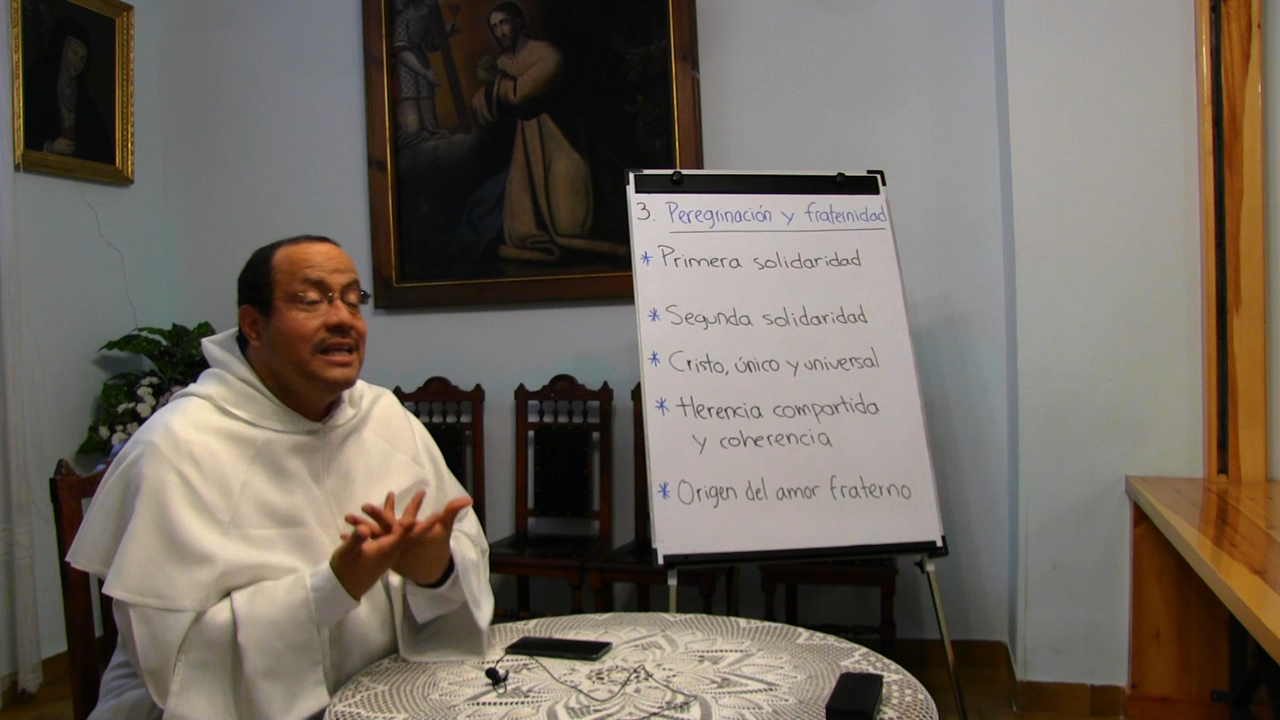 3. Peregrinación y fraternidad
* Primera solidaridad
* Segunda solidaridad
* Cristo, único y universal
* Herencia compartida
y coherencia
* Origen del amor fraterno